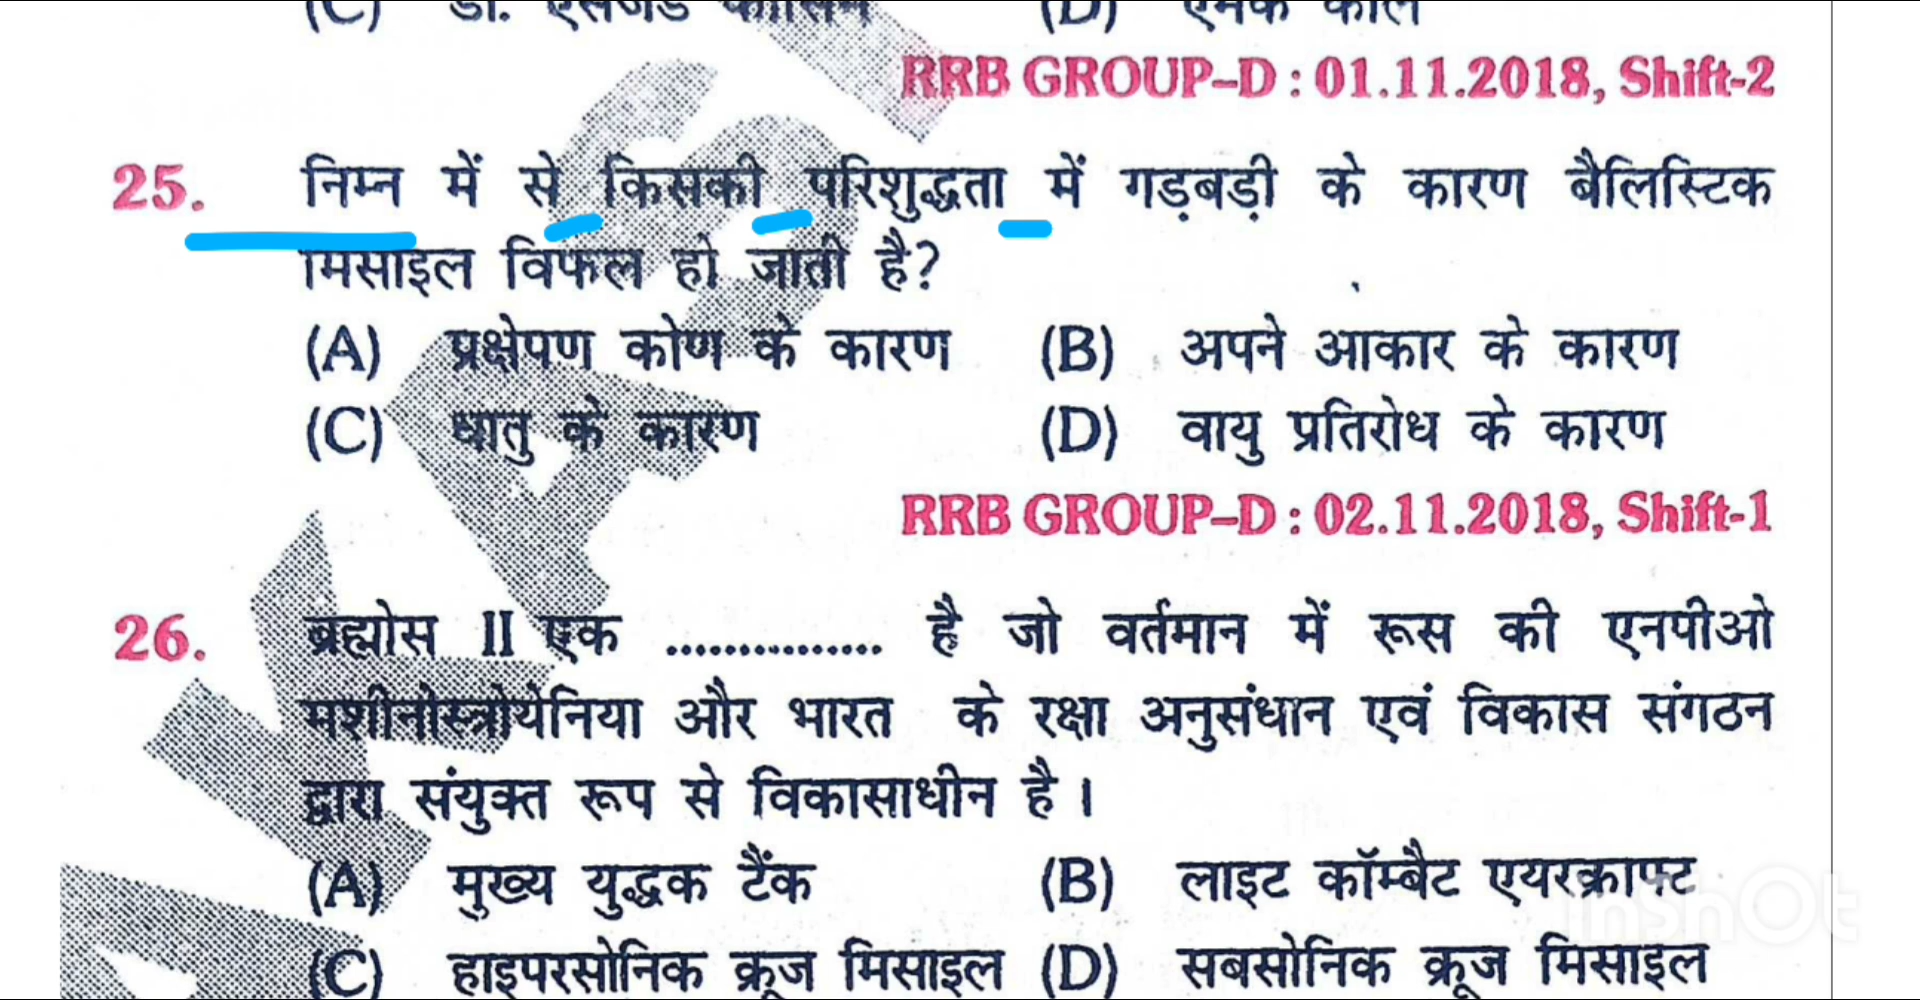 (C) डॉ. (D)
RRB GROUP–D : 01.11.2018, Shift-2
25. निम्न में से किसकी परिशुद्धता में गड़बड़ी के कारण बैलिस्टिक
मिसाइल विफल हो जाती है?
(A) प्रक्षेपण कोण के कारण (B) अपने आकार के कारण
(C) धातु के कारण (D) वायु प्रतिरोध के कारण
RRB GROUP–D : 02.11.2018, Shift-1
26. ब्रह्मोस II एक ............... है जो वर्तमान में रूस की एनपीओ
मशीनोस्त्रोयेनिया और भारत के रक्षा अनुसंधान एवं विकास संगठन
द्वारा संयुक्त रूप से विकासाधीन है।
(A) मुख्य युद्धक टैंक (B) लाइट कॉम्बैट एयरक्राफ्ट
(C) हाइपरसोनिक क्रूज मिसाइल (D) सबसोनिक क्रूज मिसाइल
InShOt